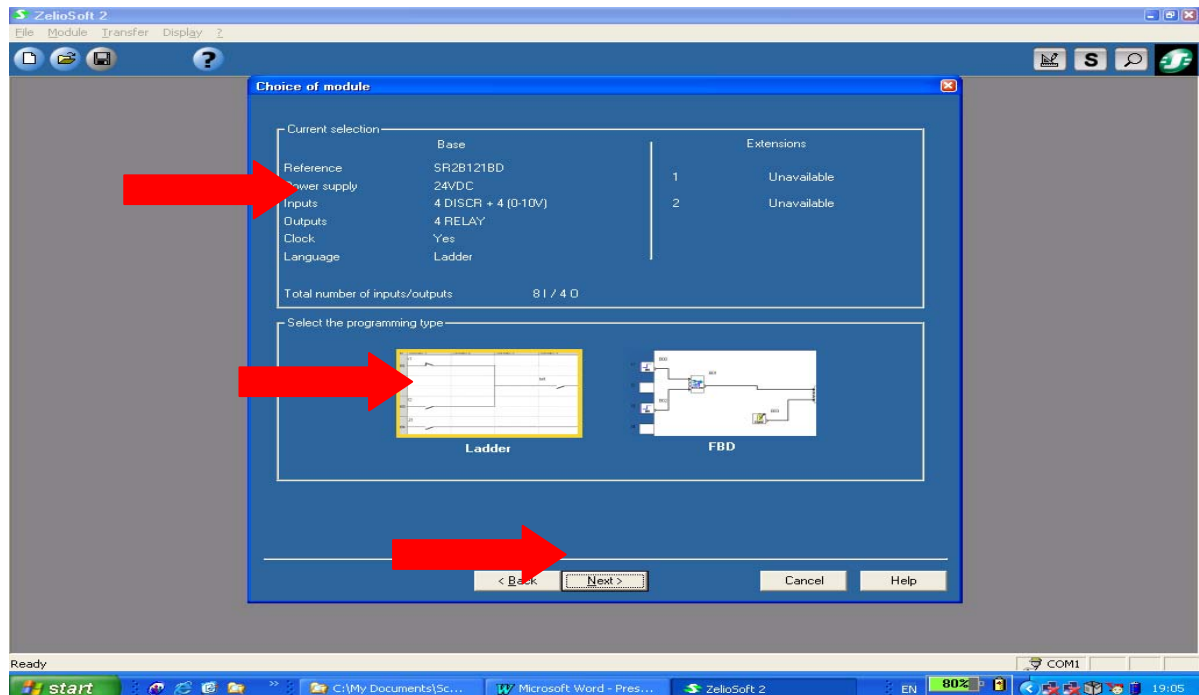 ZelioSoft 2
File Module Transfer Display ?
S
Choice of module
Current selection
Base Extensions
Reference SR2B121BD
1 Unavailable
Power supply 24VDC
Inputs 4 DISCR + 4 (0-10V) 2 Unavailable
Outputs 4 RELAY
Clock Yes
Language Ladder
Total number of inputs/outputs 8 I / 4 O
Select the programming type
Ladder FBD
< Back Next > Cancel Help
Ready COM1
start C:\My Documents\Sc... Microsoft Word - Pres... ZelioSoft 2 EN 80% 19:05